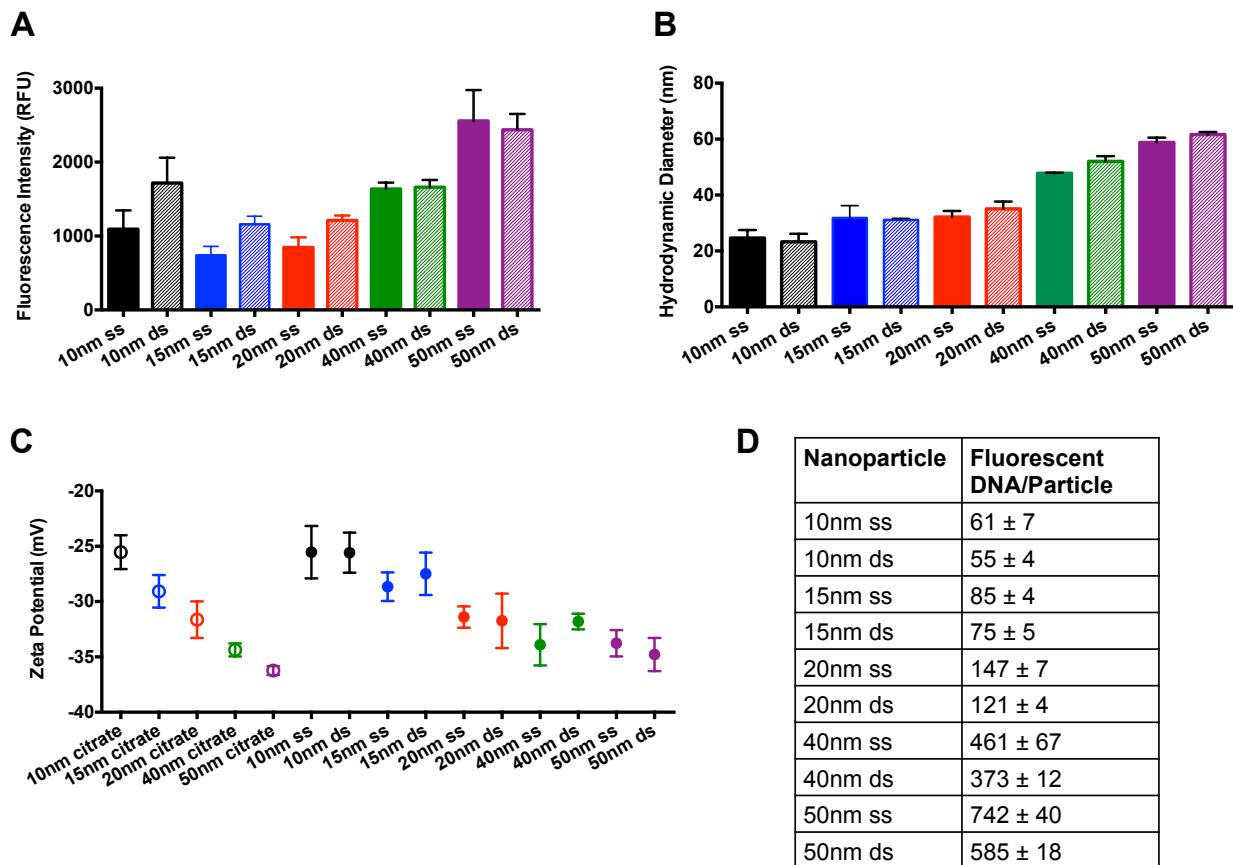 A
Fluorescence Intensity (RFU)
3000
2000
1000
0
10nm ss
10nm ds
15nm ss
15nm ds
20nm ss
20nm ds
40nm ss
40nm ds
50nm ss
50nm ds
B
Hydrodynamic Diameter (nm)
80
60
40
20
0
10nm ss
10nm ds
15nm ss
15nm ds
20nm ss
20nm ds
40nm ss
40nm ds
50nm ss
50nm ds
C
Zeta Potential (mV)
-20
-25
-30
-35
-40
10nm citrate
15nm citrate
20nm citrate
40nm citrate
50nm citrate
10nm ss
10nm ds
15nm ss
15nm ds
20nm ss
20nm ds
40nm ss
40nm ds
50nm ss
50nm ds
D
Nanoparticle
Fluorescent
DNA/Particle
10nm ss 61 ± 7
10nm ds 55 ± 4
15nm ss 85 ± 4
15nm ds 75 ± 5
20nm ss 147 ± 7
20nm ds 121 ± 4
40nm ss 461 ± 67
40nm ds 373 ± 12
50nm ss 742 ± 40
50nm ds 585 ± 18